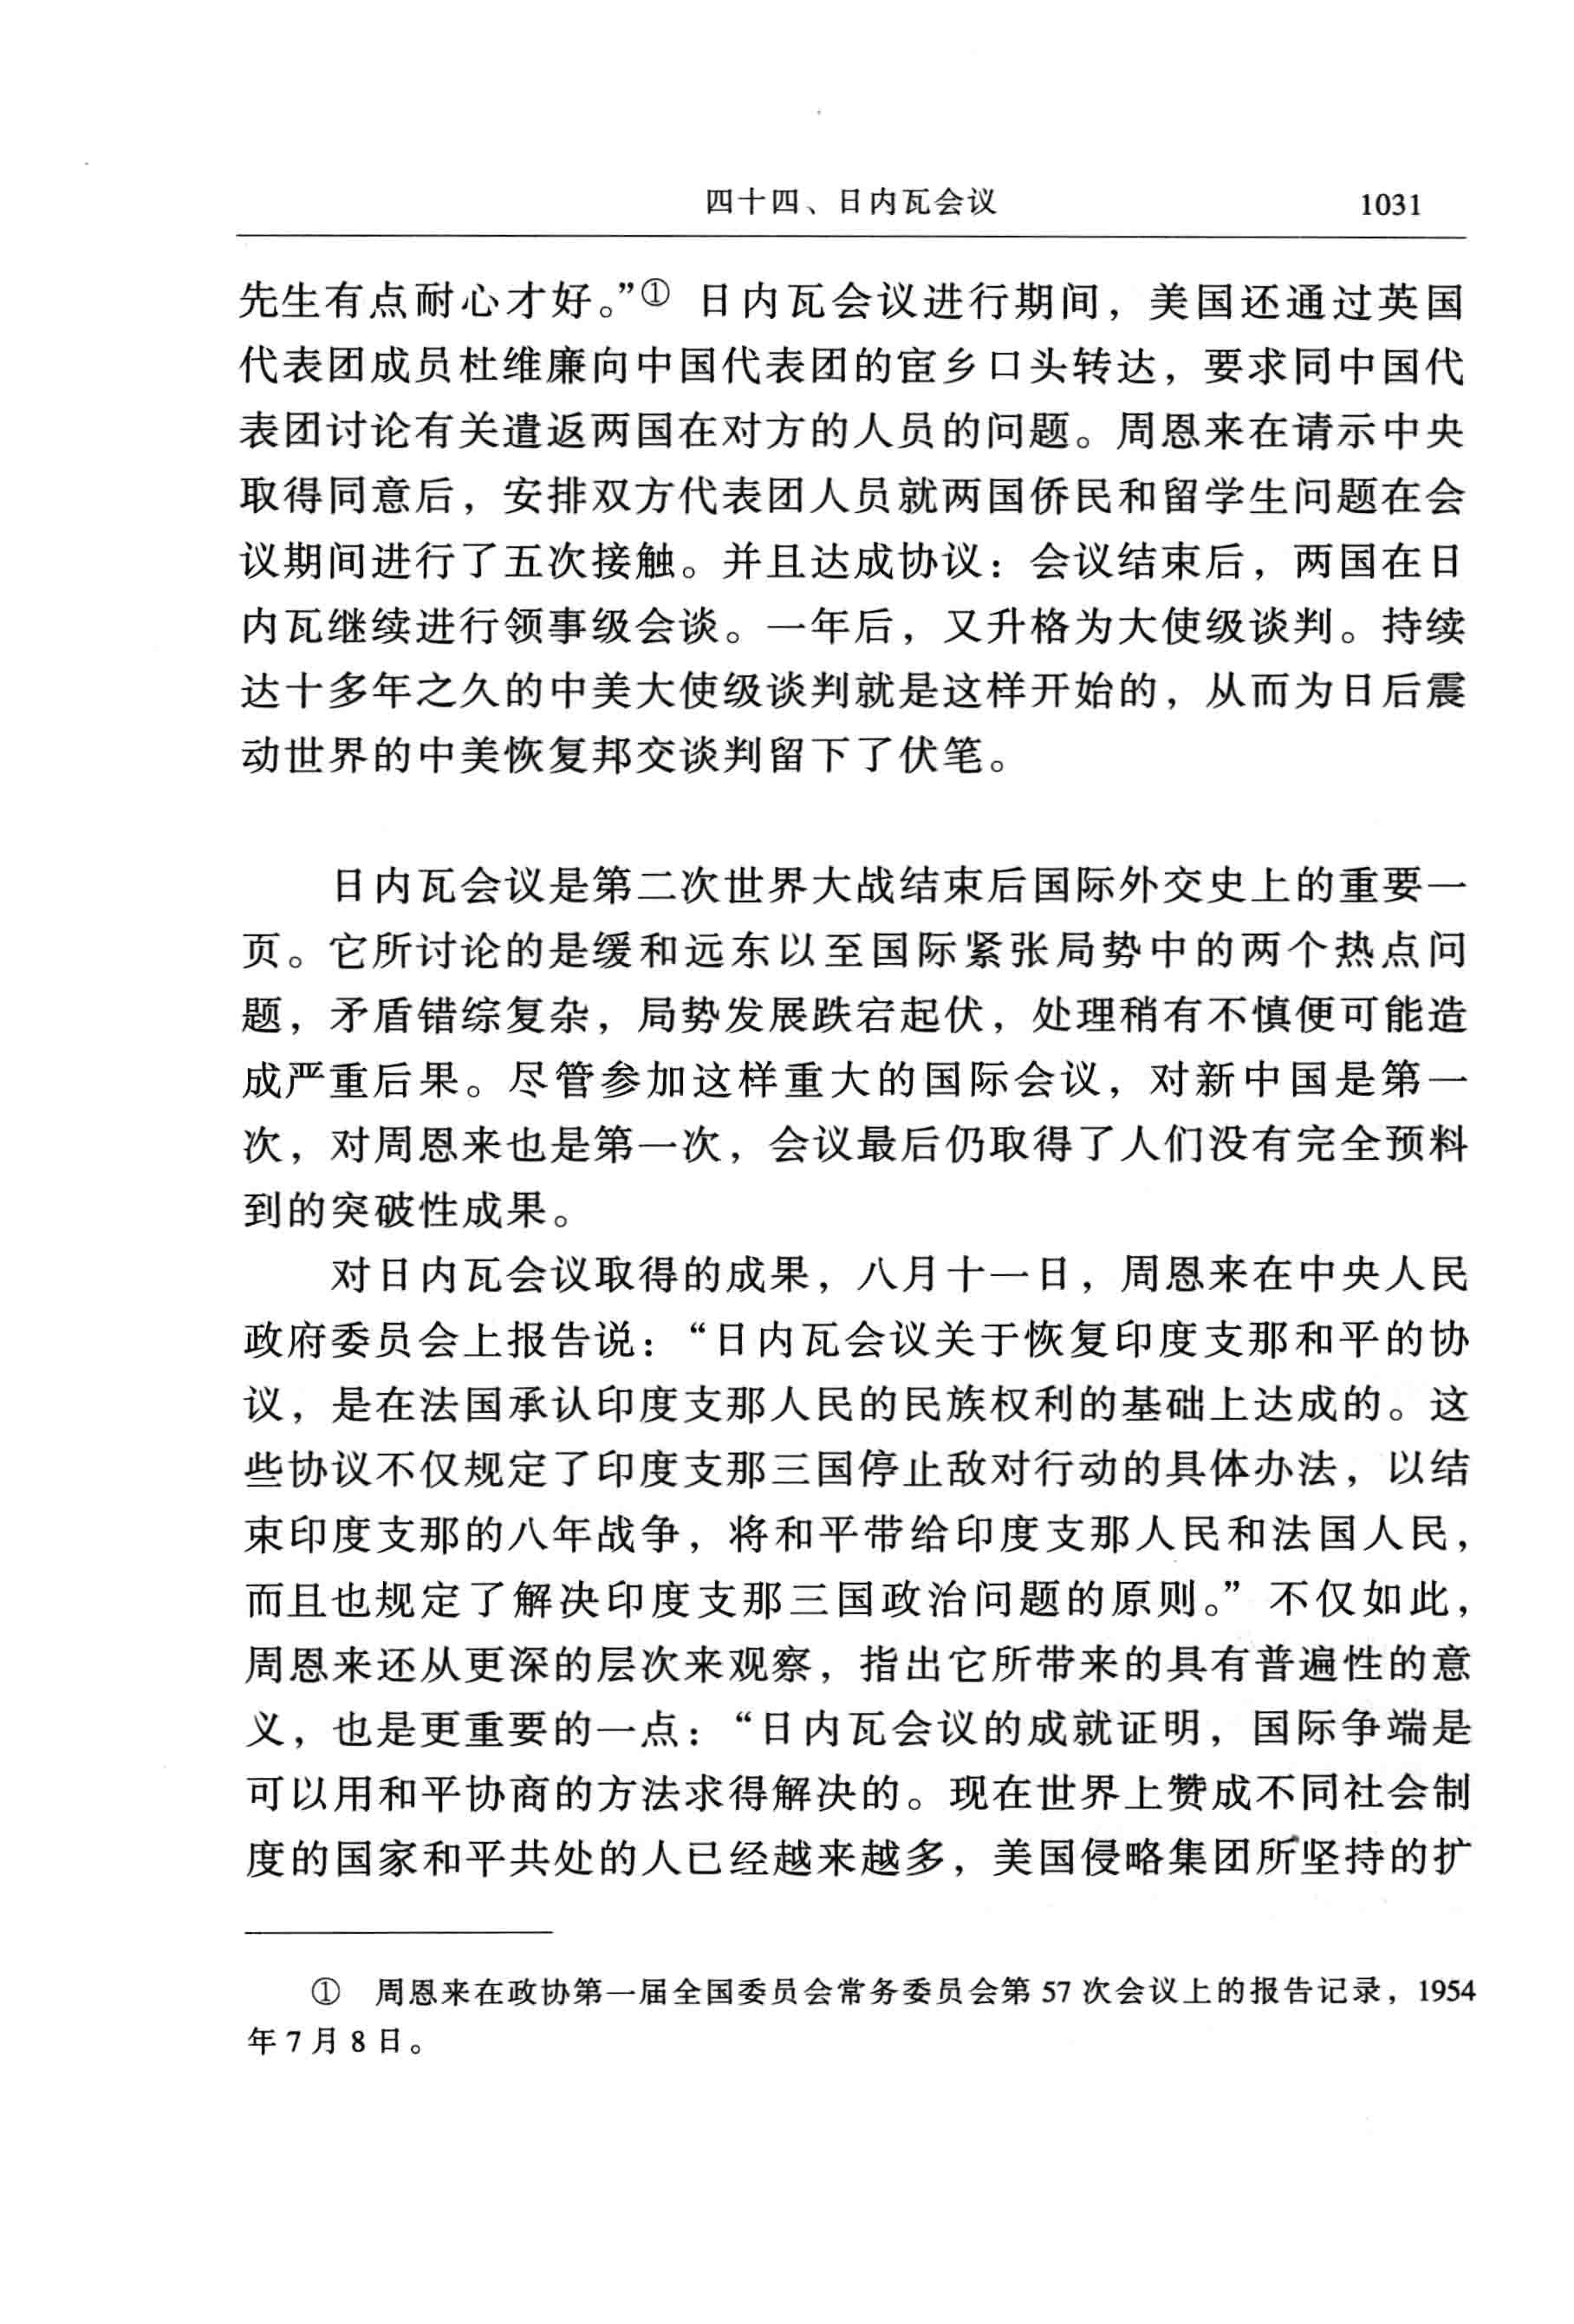 四十四、日内瓦会议 1031
先生有点耐心才好。”① 日内瓦会议进行期间，美国还通过英国
代表团成员杜维廉向中国代表团的宦乡口头转达，要求同中国代
表团讨论有关遣返两国在对方的人员的问题。周恩来在请示中央
取得同意后，安排双方代表团人员就两国侨民和留学生问题在会
议期间进行了五次接触。并且达成协议：会议结束后，两国在日
内瓦继续进行领事级会谈。一年后，又升格为大使级谈判。持续
达十多年之久的中美大使级谈判就是这样开始的，从而为日后震
动世界的中美恢复邦交谈判留下了伏笔。
日内瓦会议是第二次世界大战结束后国际外交史上的重要一
页。它所讨论的是缓和远东以至国际紧张局势中的两个热点问
题，矛盾错综复杂，局势发展跌宕起伏，处理稍有不慎便可能造
成严重后果。尽管参加这样重大的国际会议，对新中国是第一
次，对周恩来也是第一次，会议最后仍取得了人们没有完全预料
到的突破性成果。
对日内瓦会议取得的成果，八月十一日，周恩来在中央人民
政府委员会上报告说：“日内瓦会议关于恢复印度支那和平的协
议，是在法国承认印度支那人民的民族权利的基础上达成的。这
些协议不仅规定了印度支那三国停止敌对行动的具体办法，以结
束印度支那的八年战争，将和平带给印度支那人民和法国人民，
而且也规定了解决印度支那三国政治问题的原则。”不仅如此，
周恩来还从更深的层次来观察，指出它所带来的具有普遍性的意
义，也是更重要的一点：“日内瓦会议的成就证明，国际争端是
可以用和平协商的方法求得解决的。现在世界上赞成不同社会制
度的国家和平共处的人已经越来越多，美国侵略集团所坚持的扩
① 周恩来在政协第一届全国委员会常务委员会第 57 次会议上的报告记录，1954
年 7 月 8 日。